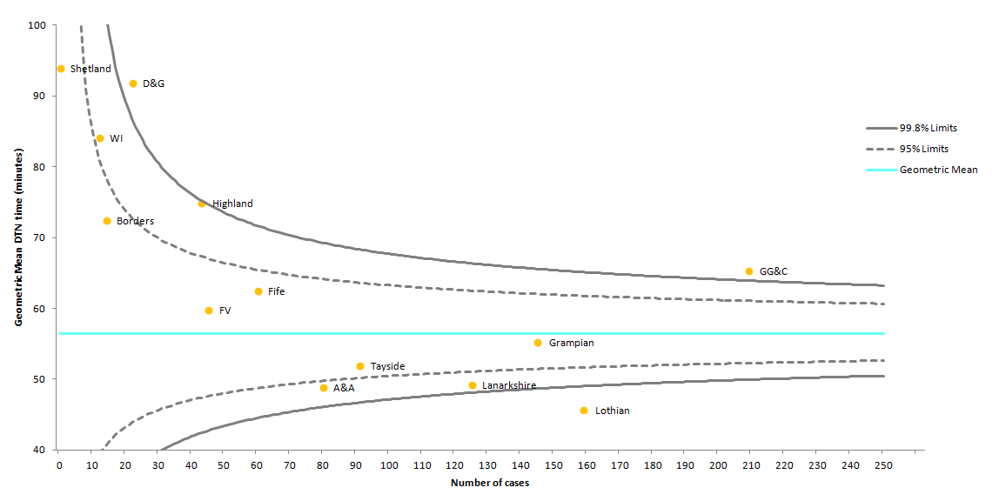 100
90
80
70
60
50
40
Geometric Mean DTN time (minutes)
Shetland
D&G
WI
Borders
Highland
Fife
FV
GG&C
Grampian
Tayside
A&A
Lanarkshire
Lothian
99.8% Limits
95% Limits
Geometric Mean
0 10 20 30 40 50 60 70 80 90 100 110 120 130 140 150 160 170 180 190 200 210 220 230 240 250
Number of cases